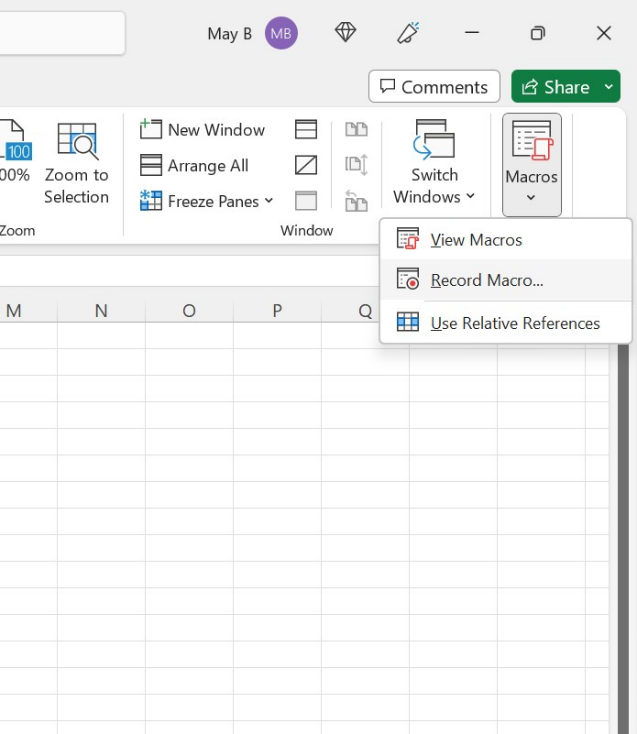 May B MB
Comments Share
100
00% Zoom to Selection
Zoom
New Window
Arrange All
Freeze Panes
Window
Switch Windows
Macros
View Macros
Record Macro...
Use Relative References
M N O P Q